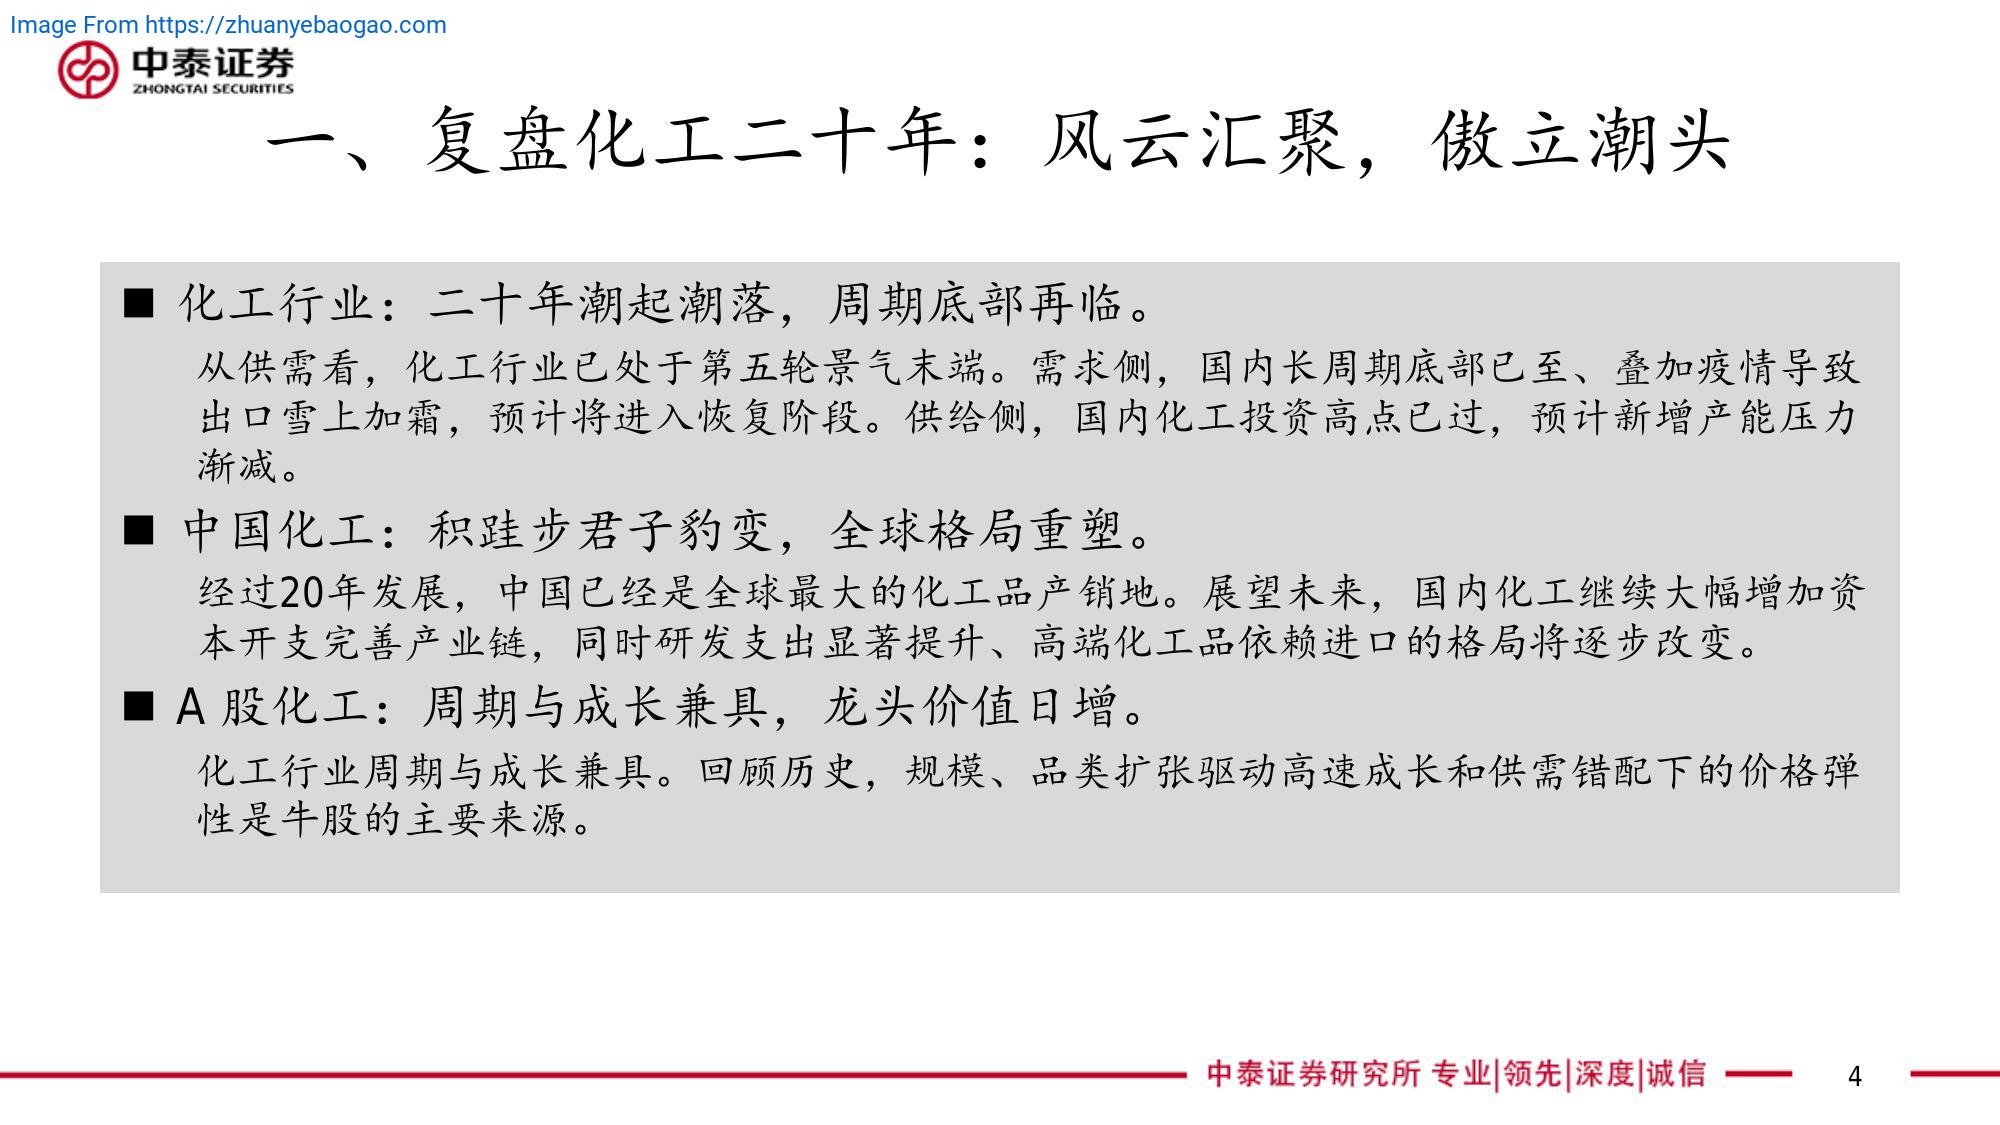 Image From https://zhuanyebaogao.com
中泰证券
ZHONGTAI SECURITIES
一、复盘化工二十年：风云汇聚，傲立潮头
■ 化工行业：二十年潮起潮落，周期底部再临。
从供需看，化工行业已处于第五轮景气末端。需求侧，国内长周期底部已至、叠加疫情导致
出口雪上加霜，预计将进入恢复阶段。供给侧，国内化工投资高点已过，预计新增产能压力
渐减。
■ 中国化工：积跬步君子豹变，全球格局重塑。
经过20年发展，中国已经是全球最大的化工品产销地。展望未来，国内化工继续大幅增加资
本开支完善产业链，同时研发支出显著提升、高端化工品依赖进口的格局将逐步改变。
■ A 股化工：周期与成长兼具，龙头价值日增。
化工行业周期与成长兼具。回顾历史，规模、品类扩张驱动高速成长和供需错配下的价格弹
性是牛股的主要来源。
中泰证券研究所 专业|领先|深度|诚信
4